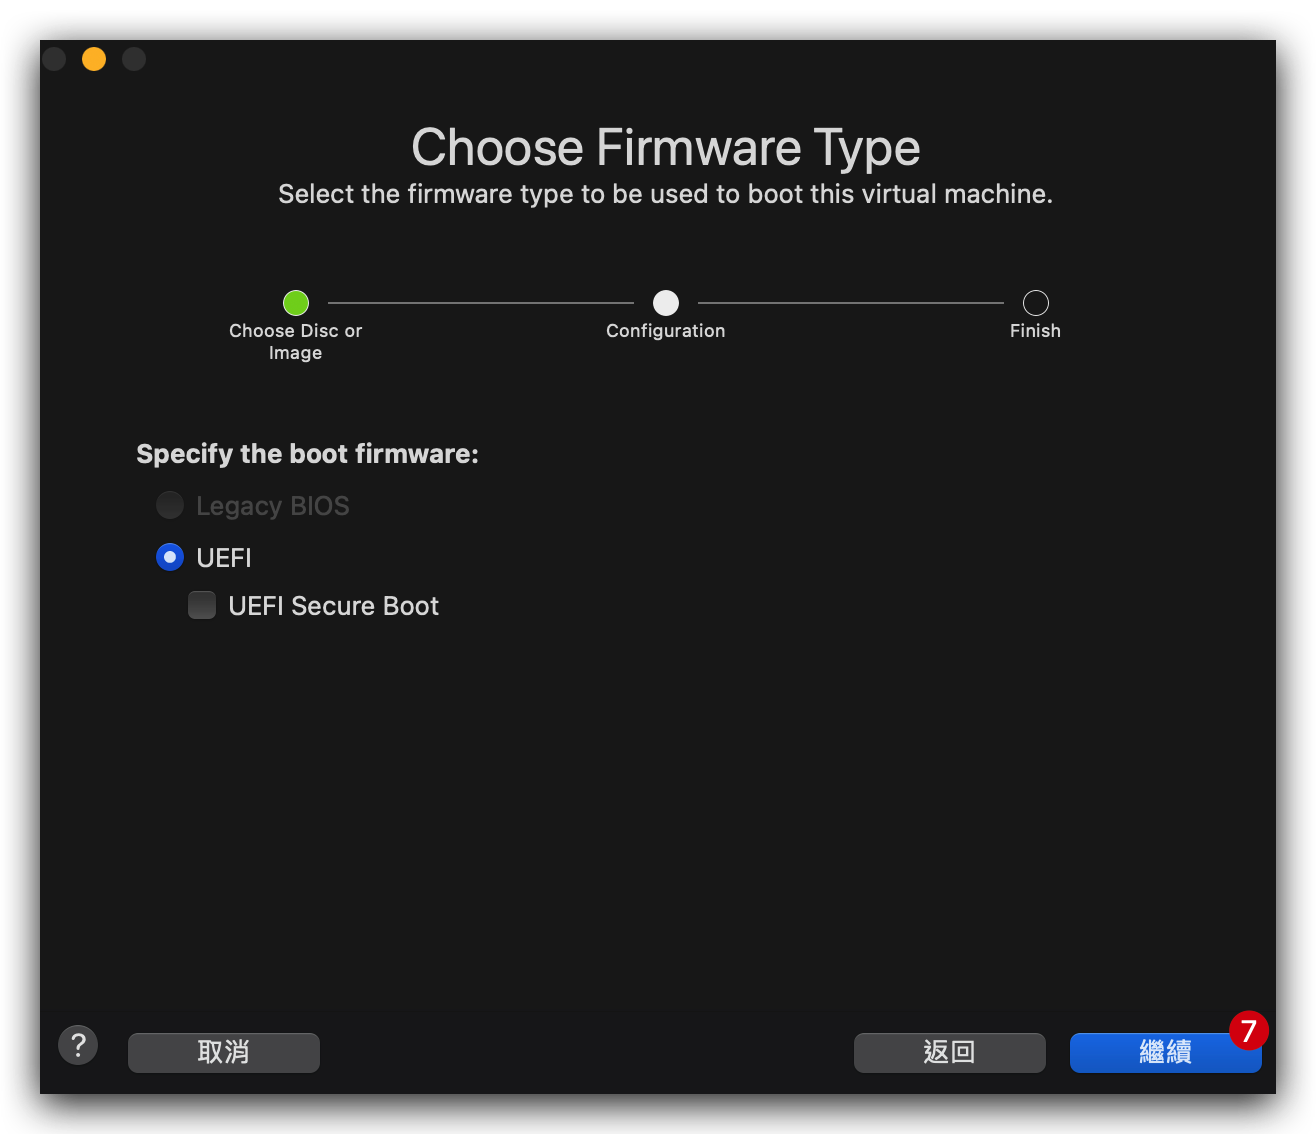 Choose Firmware Type
Select the firmware type to be used to boot this virtual machine.
Choose Disc or
Image
Configuration
Finish
Specify the boot firmware:
Legacy BIOS
UEFI
UEFI Secure Boot
?
取消
返回
繼續
7